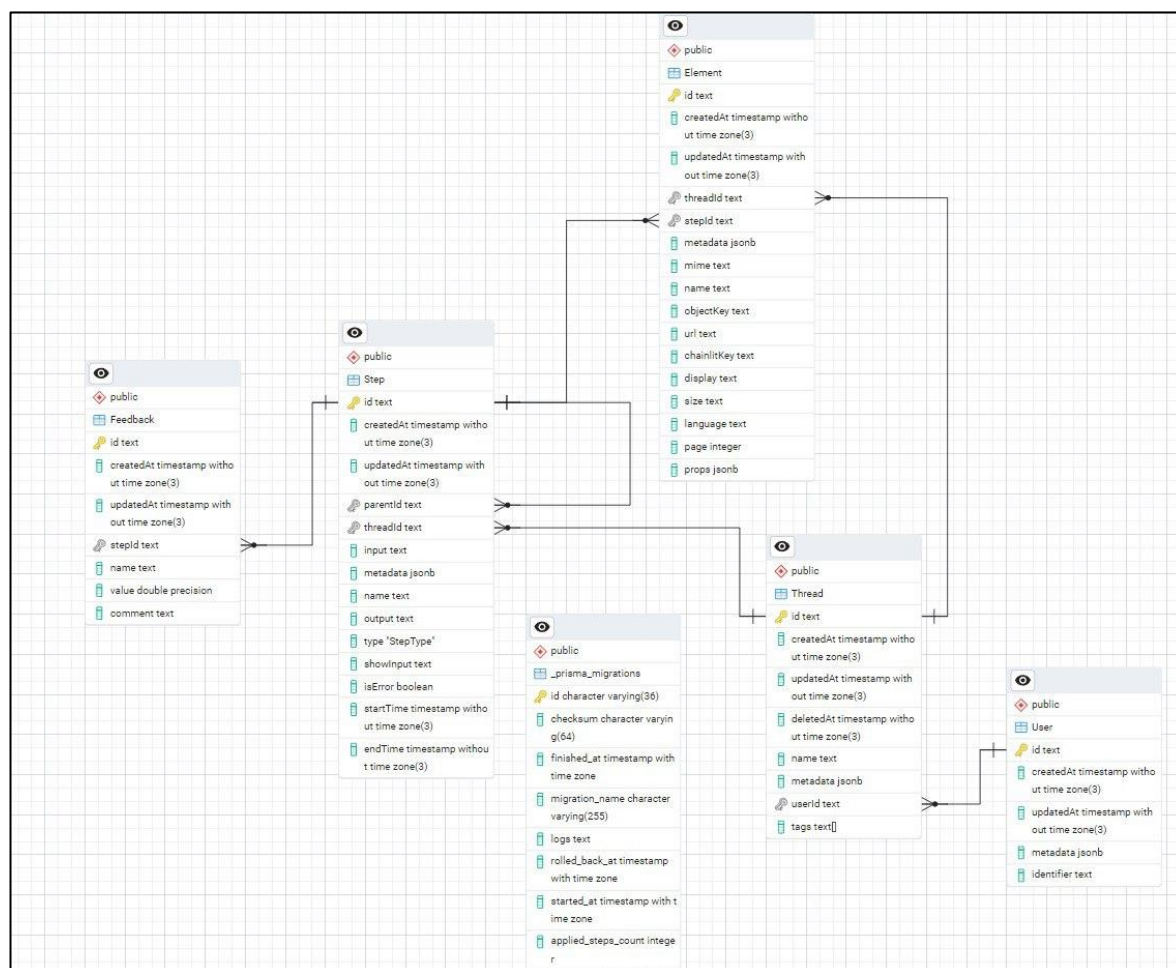 public
Element
id text
createdAt timestamp witho
ut time zone(3)
updatedAt timestamp with
out time zone(3)
threadId text
stepId text
metadata jsonb
mime text
name text
objectKey text
url text
chainlitKey text
display text
size text
language text
page integer
props jsonb
public
Step
id text
createdAt timestamp witho
ut time zone(3)
updatedAt timestamp with
out time zone(3)
parentId text
threadId text
input text
metadata jsonb
name text
output text
type "StepType"
showInput text
isError boolean
startTime timestamp witho
ut time zone(3)
endTime timestamp withou
t time zone(3)
public
Feedback
id text
createdAt timestamp witho
ut time zone(3)
updatedAt timestamp with
out time zone(3)
stepId text
name text
value double precision
comment text
public
_prisma_migrations
id character varying(36)
checksum character varyin
g(64)
finished_at timestamp with
time zone
migration_name character
varying(255)
logs text
rolled_back_at timestamp
with time zone
started_at timestamp with t
ime zone
applied_steps_count intege
r
public
Thread
id text
createdAt timestamp witho
ut time zone(3)
updatedAt timestamp with
out time zone(3)
deletedAt timestamp witho
ut time zone(3)
name text
metadata jsonb
userId text
tags text[]
public
User
id text
createdAt timestamp witho
ut time zone(3)
updatedAt timestamp with
out time zone(3)
metadata jsonb
identifier text